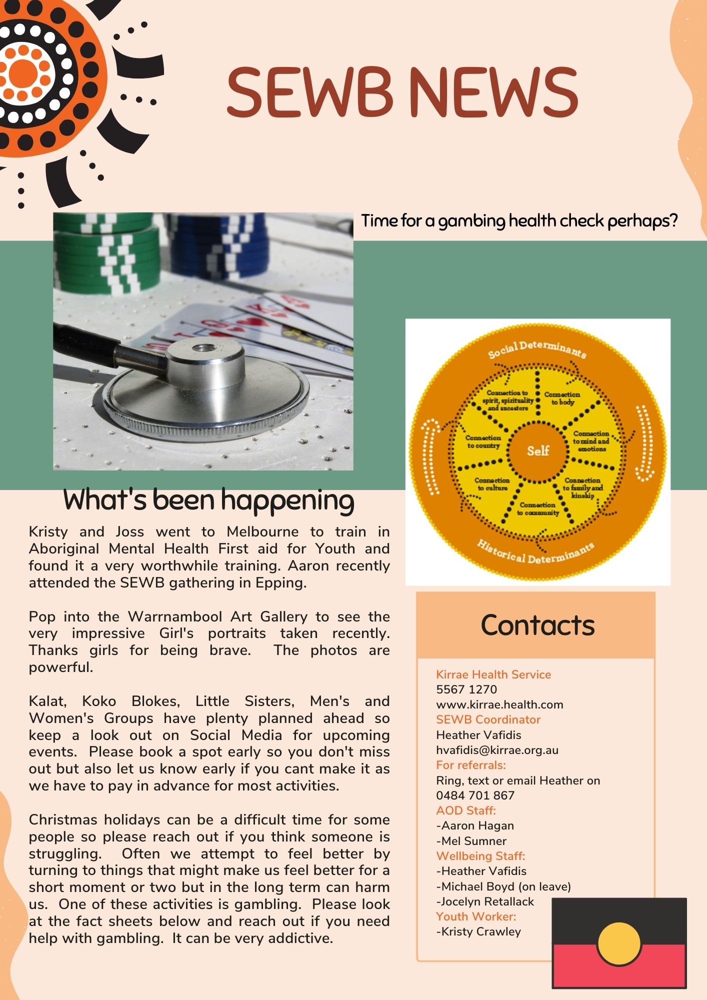 SEWB NEWS
Time for a gambing health check perhaps?
Social Determinants
Connection to
spirit, spirituality
and ancestors
Connection
to body
Connection
to mind and
emotions
Connection
to family and
kinship
Connection
to community
Connection
to culture
Connection
to country
Self
Historical Determinants
What's been happening
Kristy and Joss went to Melbourne to train in
Aboriginal Mental Health First aid for Youth and
found it a very worthwhile training. Aaron recently
attended the SEWB gathering in Epping.
Pop into the Warrnambool Art Gallery to see the
very impressive Girl's portraits taken recently.
Thanks girls for being brave.  The photos are
powerful.
Kalat, Koko Blokes, Little Sisters, Men's and
Women's Groups have plenty planned ahead so
keep a look out on Social Media for upcoming
events.  Please book a spot early so you don't miss
out but also let us know early if you cant make it as
we have to pay in advance for most activities.
Christmas holidays can be a difficult time for some
people so please reach out if you think someone is
struggling.  Often we attempt to feel better by
turning to things that might make us feel better for a
short moment or two but in the long term can harm
us.  One of these activities is gambling.  Please look
at the fact sheets below and reach out if you need
help with gambling.  It can be very addictive.
Contacts
Kirrae Health Service
5567 1270
www.kirrae.health.com
SEWB Coordinator
Heather Vafidis
hvafidis@kirrae.org.au
For referrals:
Ring, text or email Heather on
0484 701 867
AOD Staff:
-Aaron Hagan
-Mel Sumner
Wellbeing Staff:
-Heather Vafidis
-Michael Boyd (on leave)
-Jocelyn Retallack
Youth Worker:
-Kristy Crawley